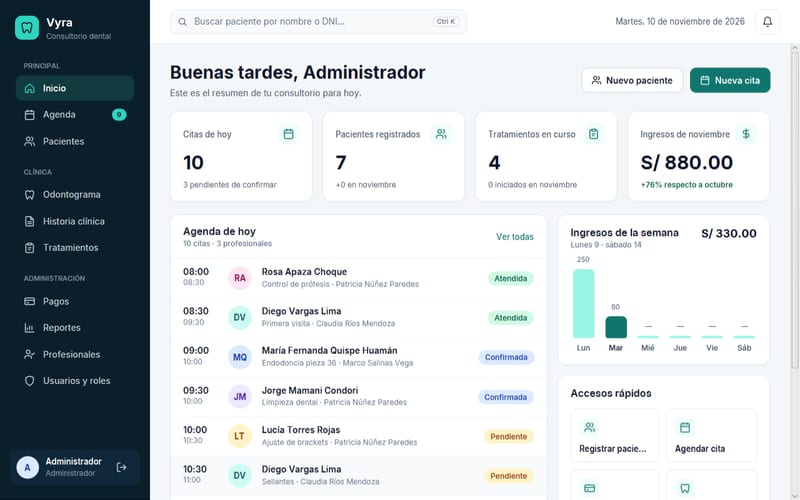 Vyra
Consultorio dental
PRINCIPAL
Inicio
Agenda
9
Pacientes
CLÍNICA
Odontograma
Historia clínica
Tratamientos
ADMINISTRACIÓN
Pagos
Reportes
Profesionales
Usuarios y roles
A
Administrador
Administrador
Buscar paciente por nombre o DNI...
Ctrl K
Martes, 10 de noviembre de 2026
Buenas tardes, Administrador
Este es el resumen de tu consultorio para hoy.
Nuevo paciente
Nueva cita
Citas de hoy
10
3 pendientes de confirmar
Pacientes registrados
7
+0 en noviembre
Tratamientos en curso
4
0 iniciados en noviembre
Ingresos de noviembre
S/ 880.00
+76% respecto a octubre
Agenda de hoy
10 citas · 3 profesionales
Ver todas
08:00
08:30
RA
Rosa Apaza Choque
Control de prótesis · Patricia Núñez Paredes
Atendida
08:30
09:30
DV
Diego Vargas Lima
Primera visita · Claudia Ríos Mendoza
Atendida
09:00
10:00
MQ
María Fernanda Quispe Huamán
Endodoncia pieza 36 · Marco Salinas Vega
Confirmada
09:30
10:00
JM
Jorge Mamani Condori
Limpieza dental · Patricia Núñez Paredes
Confirmada
10:00
10:30
LT
Lucía Torres Rojas
Ajuste de brackets · Patricia Núñez Paredes
Pendiente
10:30
11:00
DV
Diego Vargas Lima
Sellantes · Claudia Ríos Mendoza
Pendiente
Ingresos de la semana
S/ 330.00
Lunes 9 - sábado 14
250
80
— — — —
Lun Mar Mié Jue Vie Sáb
Accesos rápidos
Registrar pacie...
Agendar cita